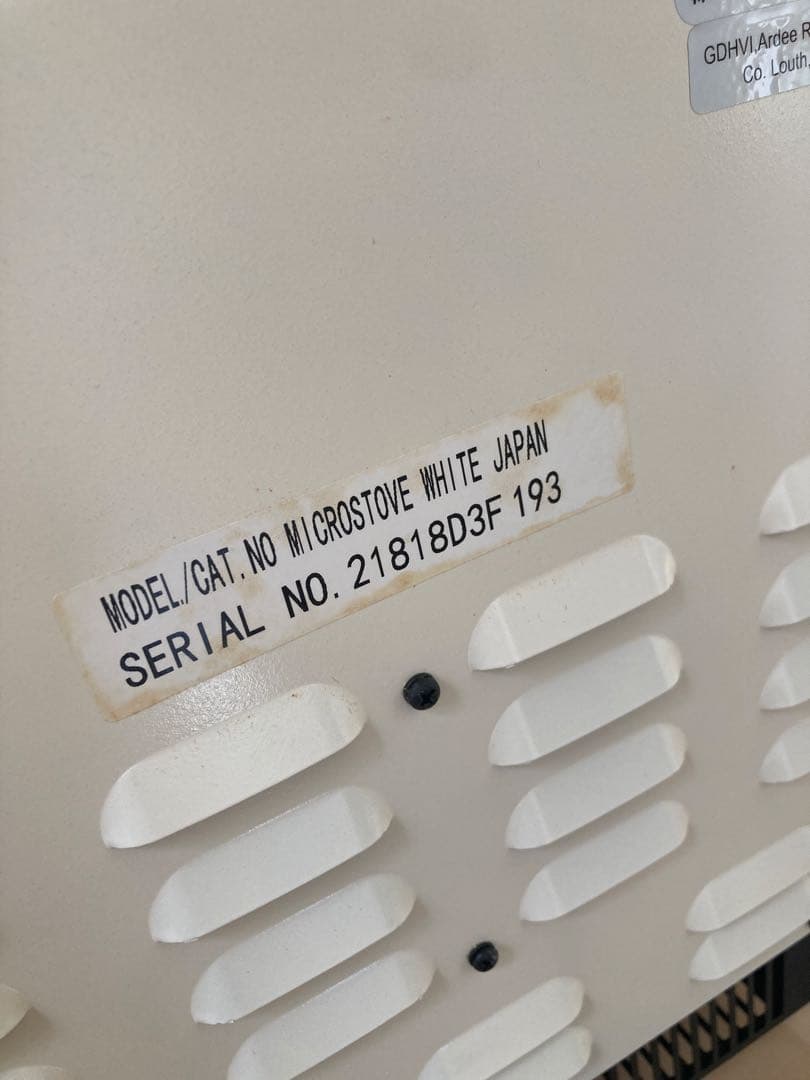 GDHVI,Ardee R
Co. Louth,
MODEL./CAT.NO MICROSTOVE WHITE JAPAN
SERIAL NO. 21818D3F 193